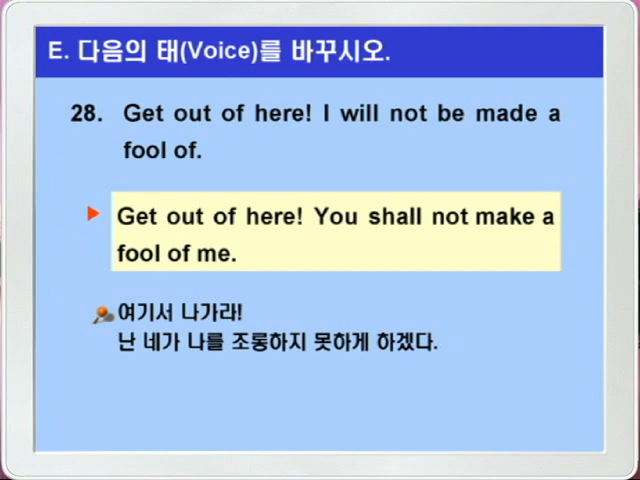 E. 다음의 태(Voice)를 바꾸시오.
28. Get out of here! I will not be made a
fool of.
Get out of here! You shall not make a
fool of me.
여기서 나가라!
난 네가 나를 조롱하지 못하게 하겠다.